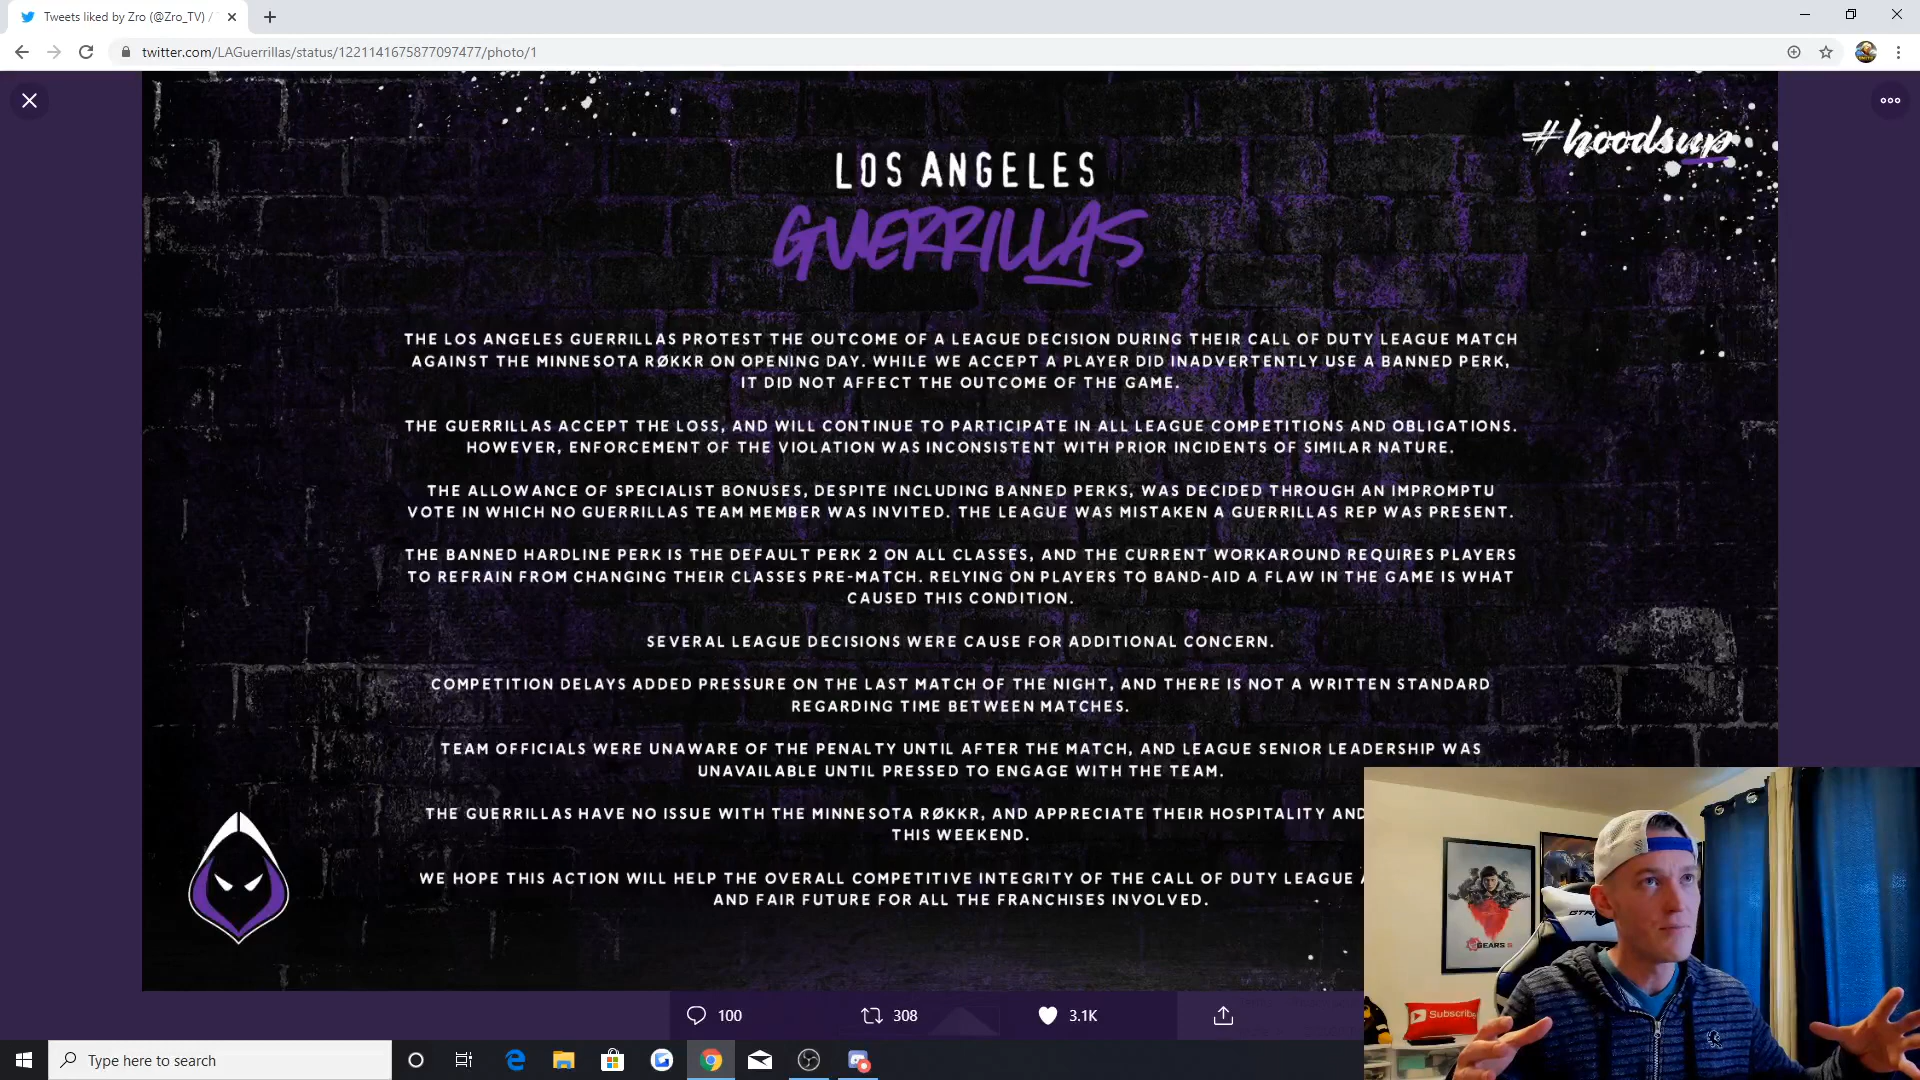 Tweets liked by Zro (@Zro_TV) /
twitter.com/LAGuerrillas/status/1221141675877097477/photo/1
#hoodsup
LOS ANGELES
GUERRILLAS
THE LOS ANGELES GUERRILLAS PROTEST THE OUTCOME OF A LEAGUE DECISION DURING THEIR CALL OF DUTY LEAGUE MATCH
AGAINST THE MINNESOTA RØKKR ON OPENING DAY. WHILE WE ACCEPT A PLAYER DID INADVERTENTLY USE A BANNED PERK,
IT DID NOT AFFECT THE OUTCOME OF THE GAME.
THE GUERRILLAS ACCEPT THE LOSS, AND WILL CONTINUE TO PARTICIPATE IN ALL LEAGUE COMPETITIONS AND OBLIGATIONS.
HOWEVER, ENFORCEMENT OF THE VIOLATION WAS INCONSISTENT WITH PRIOR INCIDENTS OF SIMILAR NATURE.
THE ALLOWANCE OF SPECIALIST BONUSES, DESPITE INCLUDING BANNED PERKS, WAS DECIDED THROUGH AN IMPROMPTU
VOTE IN WHICH NO GUERRILLAS TEAM MEMBER WAS INVITED. THE LEAGUE WAS MISTAKEN A GUERRILLAS REP WAS PRESENT.
THE BANNED HARDLINE PERK IS THE DEFAULT PERK 2 ON ALL CLASSES, AND THE CURRENT WORKAROUND REQUIRES PLAYERS
TO REFRAIN FROM CHANGING THEIR CLASSES PRE-MATCH. RELYING ON PLAYERS TO BAND-AID A FLAW IN THE GAME IS WHAT
CAUSED THIS CONDITION.
SEVERAL LEAGUE DECISIONS WERE CAUSE FOR ADDITIONAL CONCERN.
COMPETITION DELAYS ADDED PRESSURE ON THE LAST MATCH OF THE NIGHT, AND THERE IS NOT A WRITTEN STANDARD
REGARDING TIME BETWEEN MATCHES.
TEAM OFFICIALS WERE UNAWARE OF THE PENALTY UNTIL AFTER THE MATCH, AND LEAGUE SENIOR LEADERSHIP WAS
UNAVAILABLE UNTIL PRESSED TO ENGAGE WITH THE TEAM.
THE GUERRILLAS HAVE NO ISSUE WITH THE MINNESOTA RØKKR, AND APPRECIATE THEIR HOSPITALITY AND
THIS WEEKEND.
WE HOPE THIS ACTION WILL HELP THE OVERALL COMPETITIVE INTEGRITY OF THE CALL OF DUTY LEAGUE
AND FAIR FUTURE FOR ALL THE FRANCHISES INVOLVED.
100
308
3.1K
GEARS 5
Subscribe
Type here to search